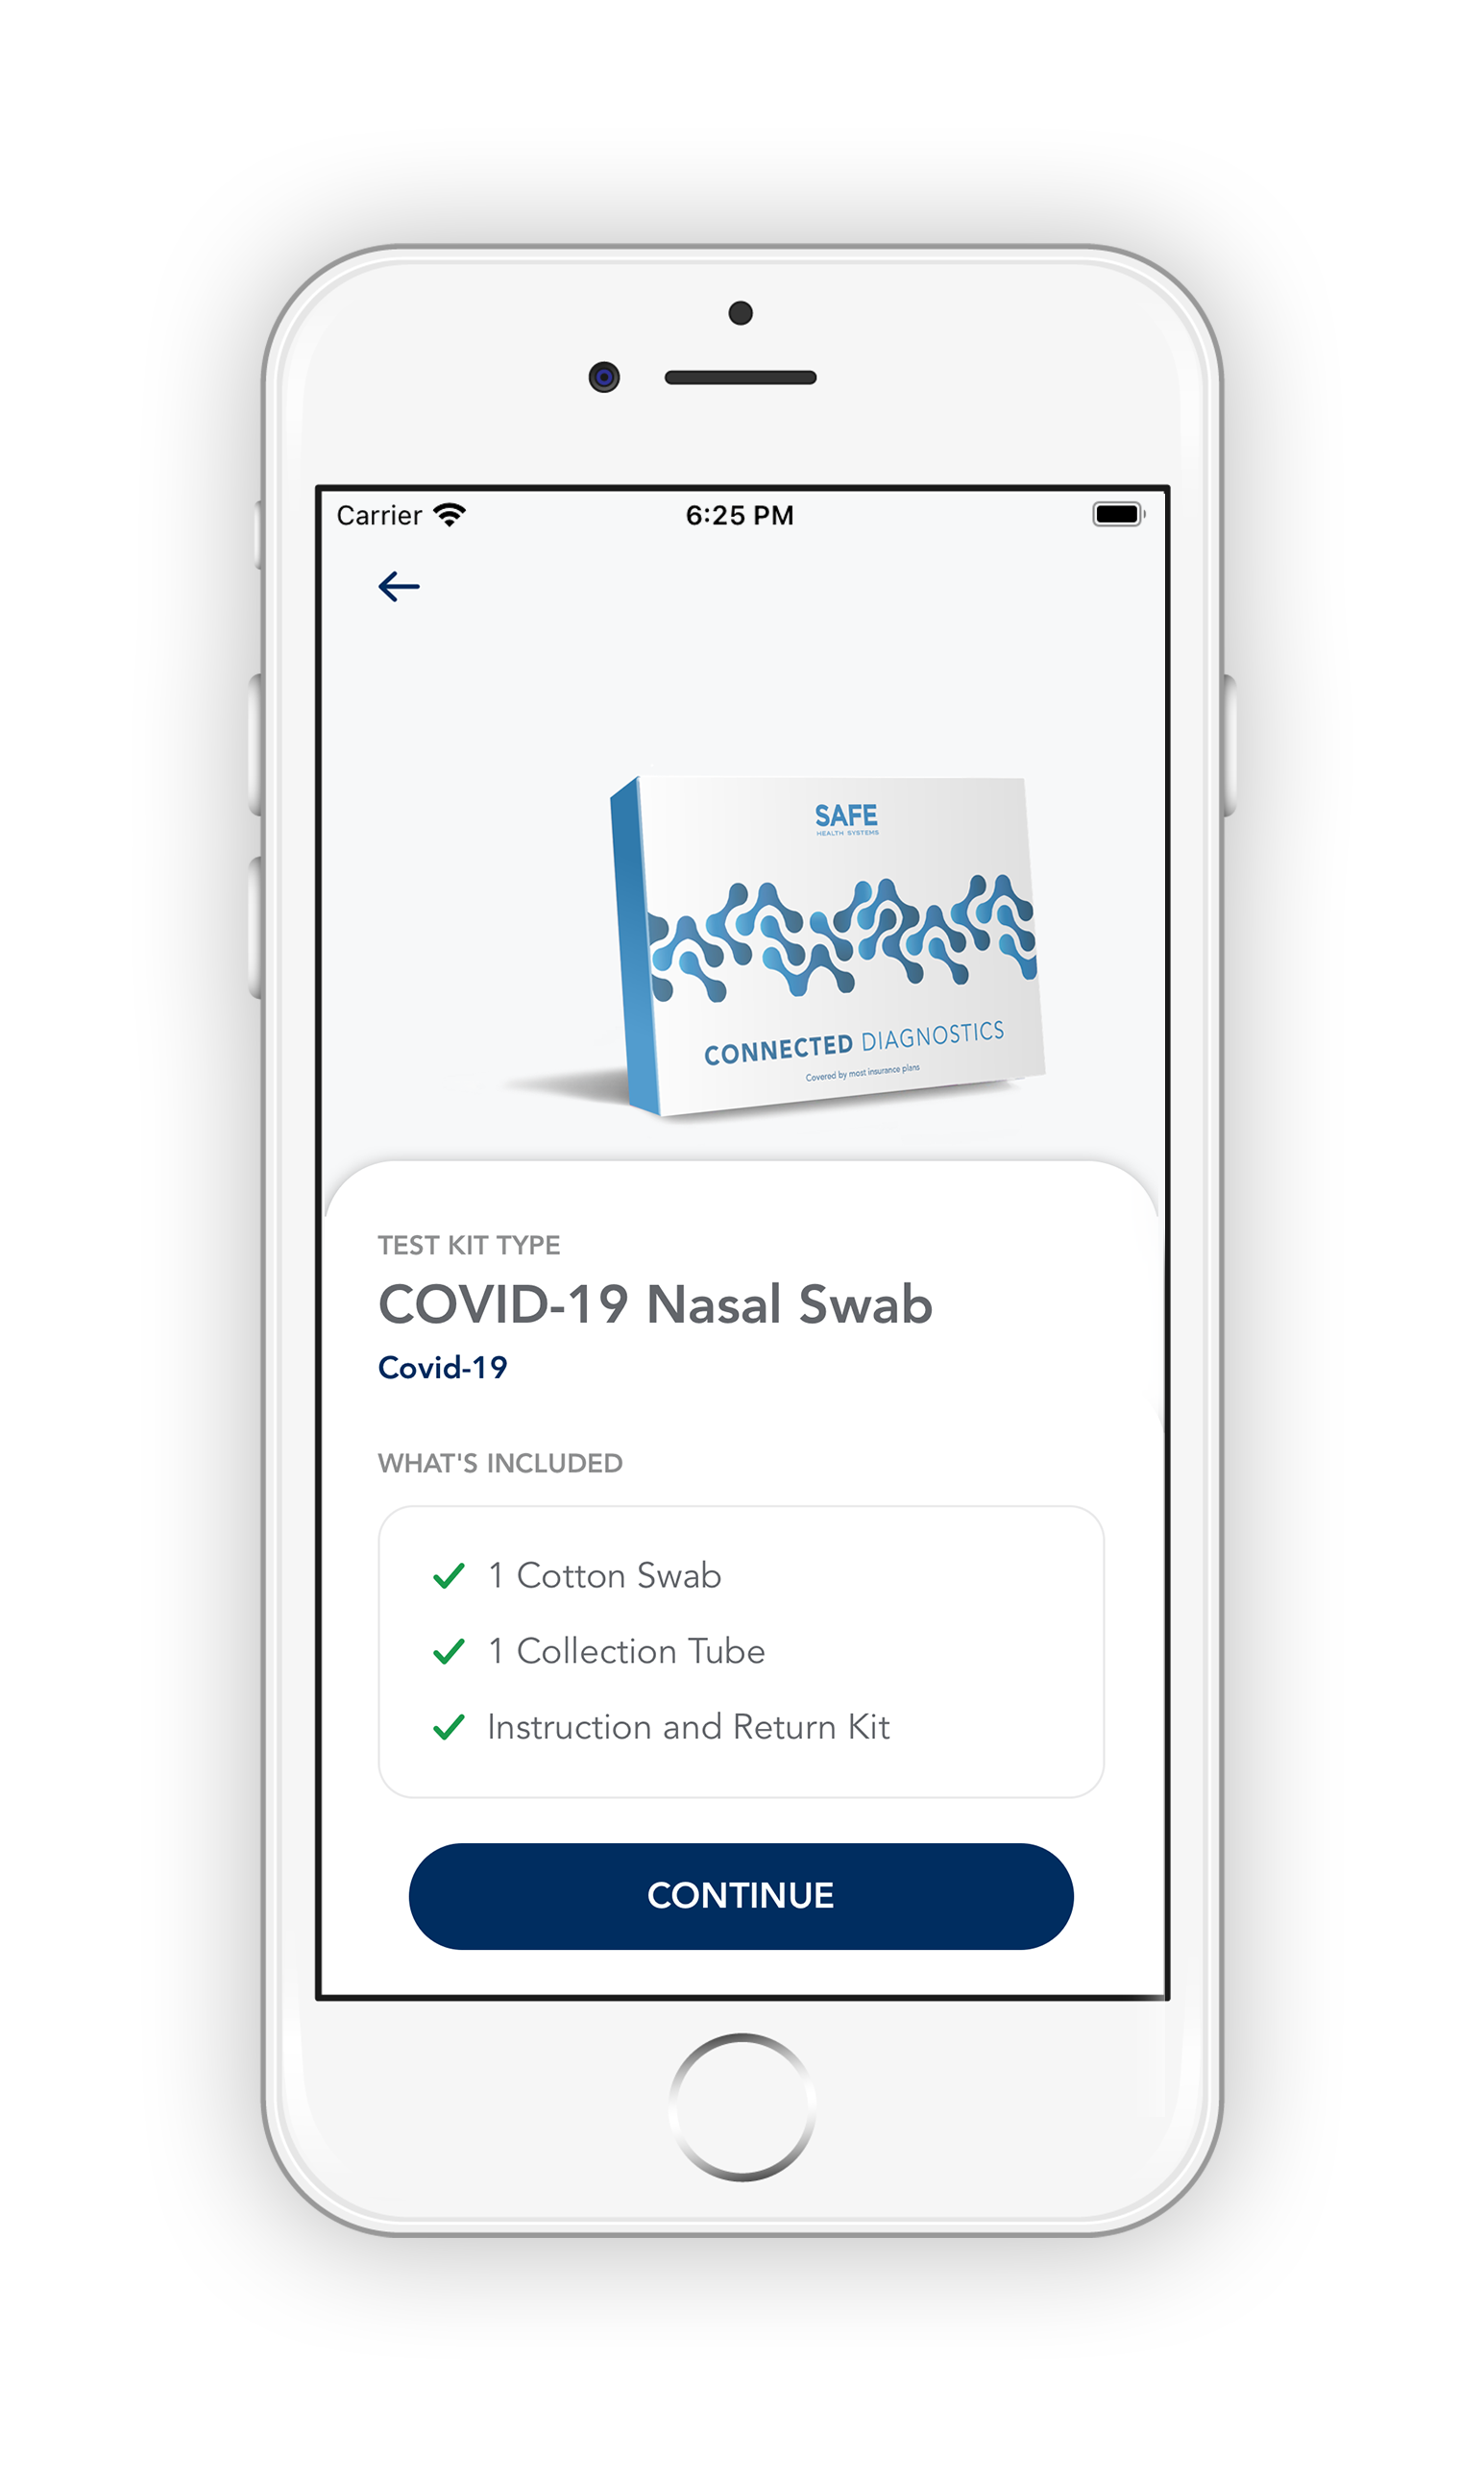 Carrier 6:25 PM
SAFE
HEALTH SYSTEMS
CONNECTED DIAGNOSTICS
Covered by most insurance plans
TEST KIT TYPE
COVID-19 Nasal Swab
Covid-19
WHAT'S INCLUDED
1 Cotton Swab
1 Collection Tube
Instruction and Return Kit
CONTINUE